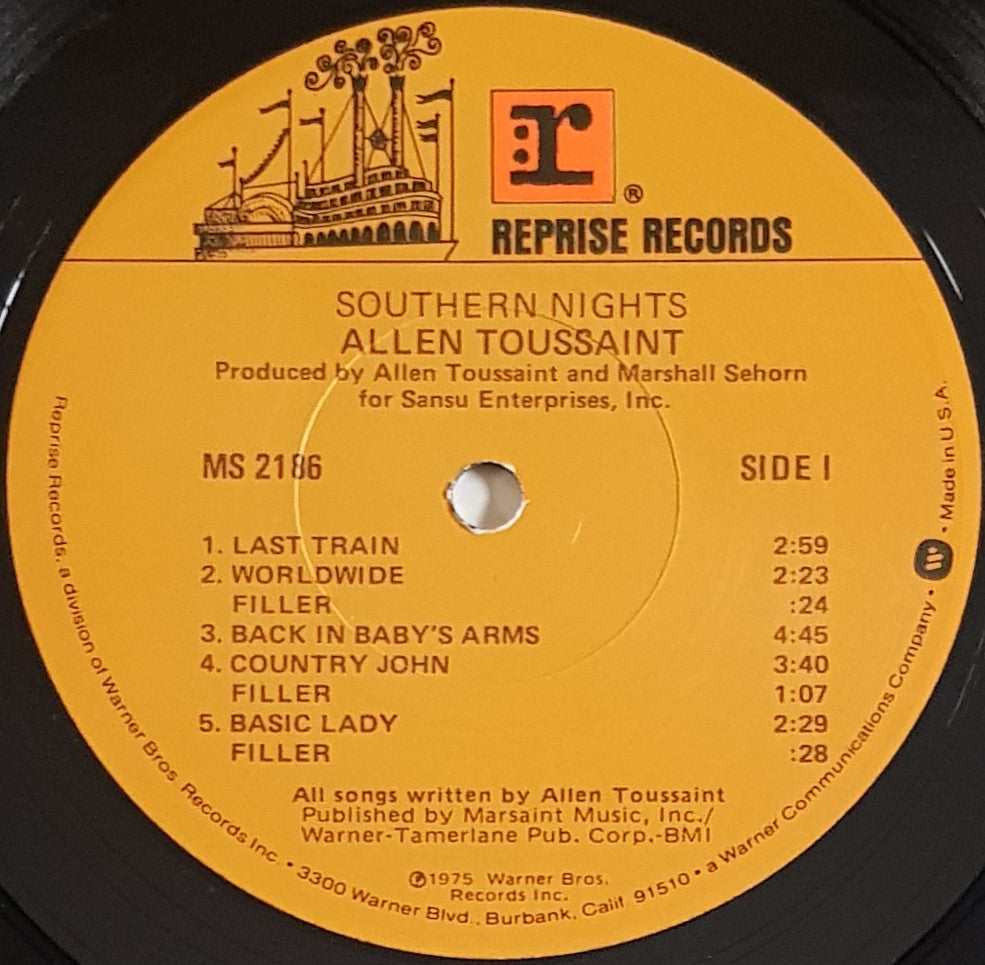 :r
®
REPRISE RECORDS
SOUTHERN NIGHTS
ALLEN TOUSSAINT
Produced by Allen Toussaint and Marshall Sehorn
for Sansu Enterprises, Inc.
MS 2186 SIDE I
1. LAST TRAIN 2:59
2. WORLDWIDE 2:23
FILLER :24
3. BACK IN BABY'S ARMS 4:45
4. COUNTRY JOHN 3:40
FILLER 1:07
5. BASIC LADY 2:29
FILLER :28
All songs written by Allen Toussaint
Published by Marsaint Music, Inc./
Warner-Tamerlane Pub. Corp.-BMI
℗1975 Warner Bros.
Records Inc.
Reprise Records, a division of Warner Bros. Records Inc. • 3300 Warner Blvd., Burbank, Calif. 91510 • a Warner Communications Company • W • Made in U.S.A.